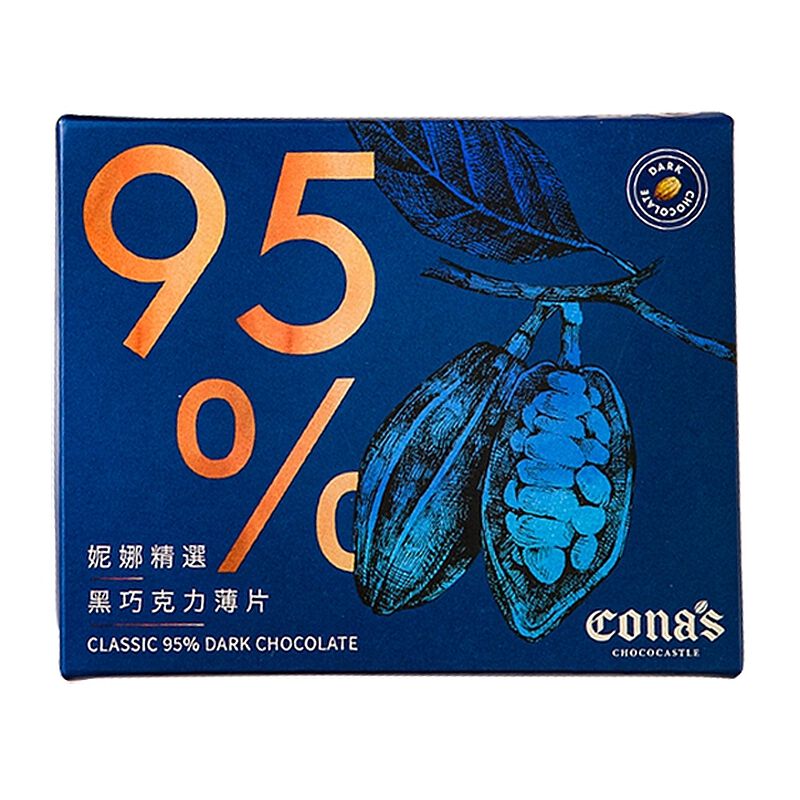 95
%
DARK
CHOCOLATE
妮娜精選
黑巧克力薄片
CLASSIC 95% DARK CHOCOLATE
Cona's
CHOCOCASTLE